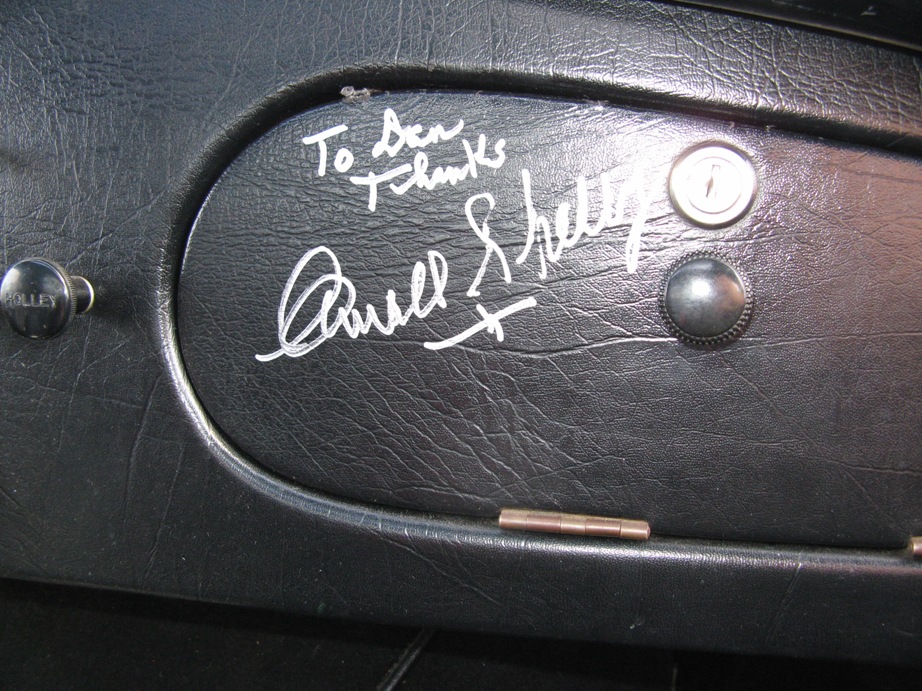 To Dan
Thanks
Carroll Shelby
HOLLEY